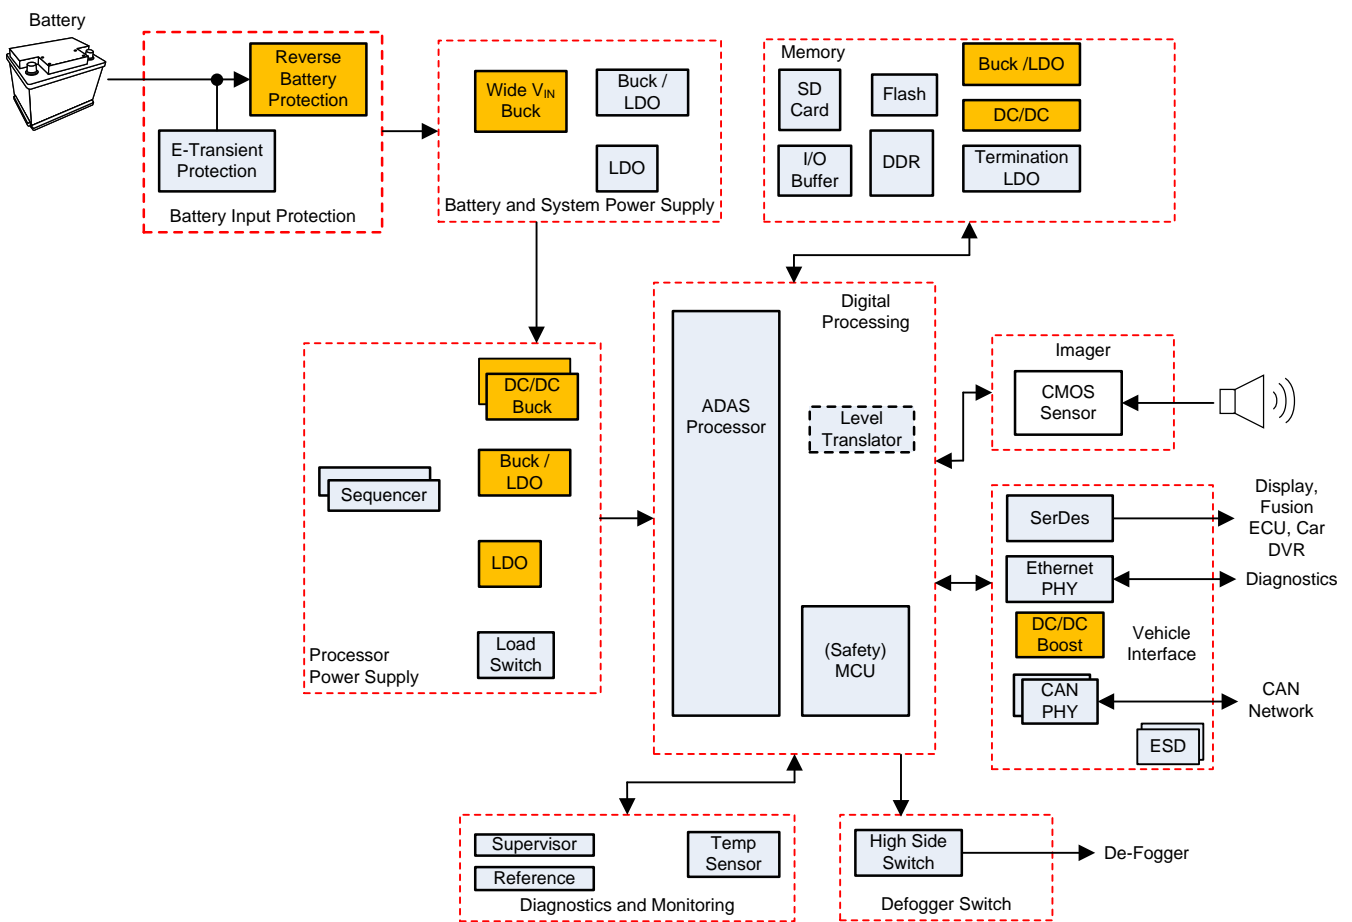 Battery
Reverse
Battery
Protection
E-Transient
Protection
Battery Input Protection
Wide VIN
Buck
Buck /
LDO
LDO
Battery and System Power Supply
Memory
SD
Card
Flash
Buck /LDO
DC/DC
I/O
Buffer
DDR
Termination
LDO
DC/DC
Buck
Buck /
LDO
Sequencer
LDO
Load
Switch
Processor
Power Supply
Digital
Processing
ADAS
Processor
Level
Translator
(Safety)
MCU
Imager
CMOS
Sensor
SerDes
Display,
Fusion
ECU, Car
DVR
Ethernet
PHY
Diagnostics
DC/DC
Boost
Vehicle
Interface
CAN
PHY
CAN
Network
ESD
Supervisor
Reference
Temp
Sensor
Diagnostics and Monitoring
High Side
Switch
De-Fogger
Defogger Switch